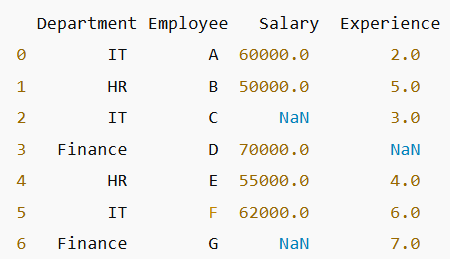 Department Employee Salary Experience
0 IT A 60000.0 2.0
1 HR B 50000.0 5.0
2 IT C NaN 3.0
3 Finance D 70000.0 NaN
4 HR E 55000.0 4.0
5 IT F 62000.0 6.0
6 Finance G NaN 7.0